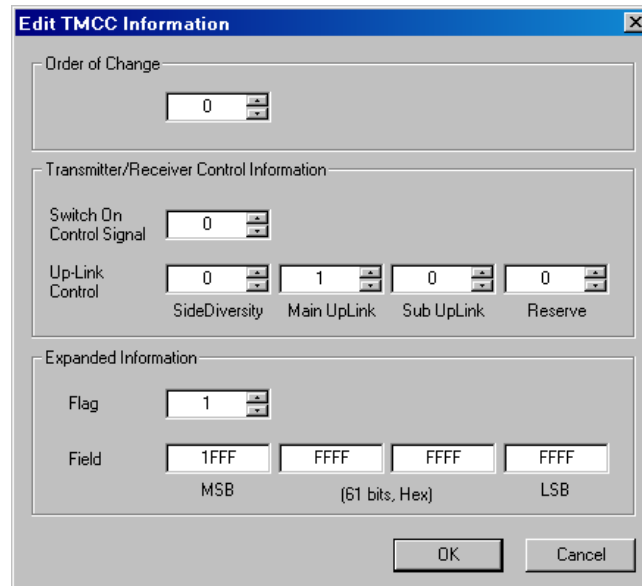 Edit TMCC Information
Order of Change
0
Transmitter/Receiver Control Information
Switch On
Control Signal
0
Up-Link
Control
0 1 0 0
SideDiversity Main UpLink Sub UpLink Reserve
Expanded Information
Flag
1
Field
1FFF FFFF FFFF FFFF
MSB (61 bits, Hex) LSB
OK Cancel